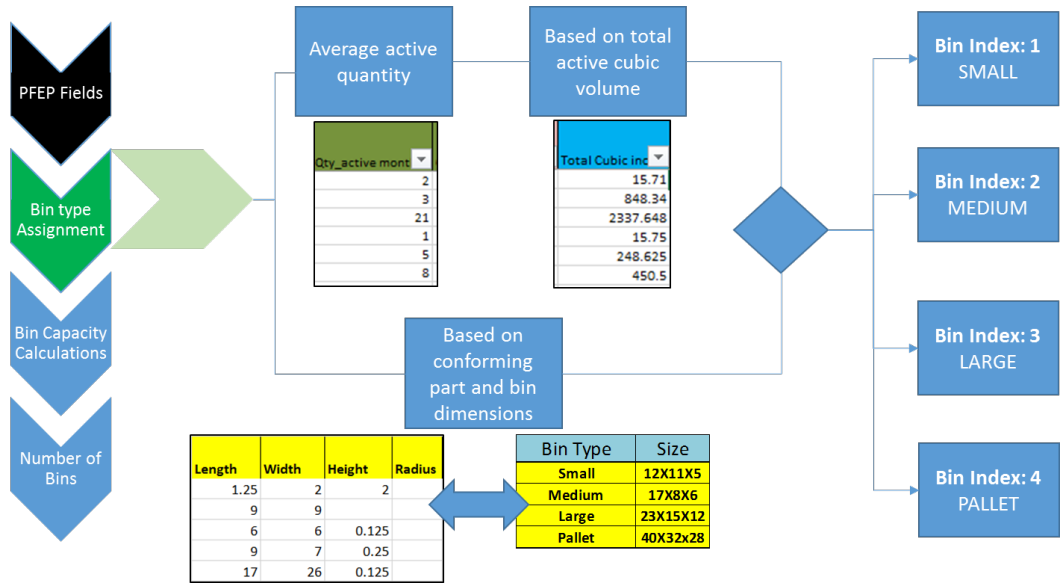 PFEP Fields
Bin type
Assignment
Bin Capacity
Calculations
Number of
Bins
Average active
quantity
Qty_active mont
2
3
21
1
5
8
Based on total
active cubic
volume
Total Cubic inc
15.71
848.34
2337.648
15.75
248.625
450.5
Based on
conforming
part and bin
dimensions
Length Width Height Radius
1.25 2 2
9 9
6 6 0.125
9 7 0.25
17 26 0.125
Bin Type Size
Small 12X11X5
Medium 17X8X6
Large 23X15X12
Pallet 40X32x28
Bin Index: 1
SMALL
Bin Index: 2
MEDIUM
Bin Index: 3
LARGE
Bin Index: 4
PALLET